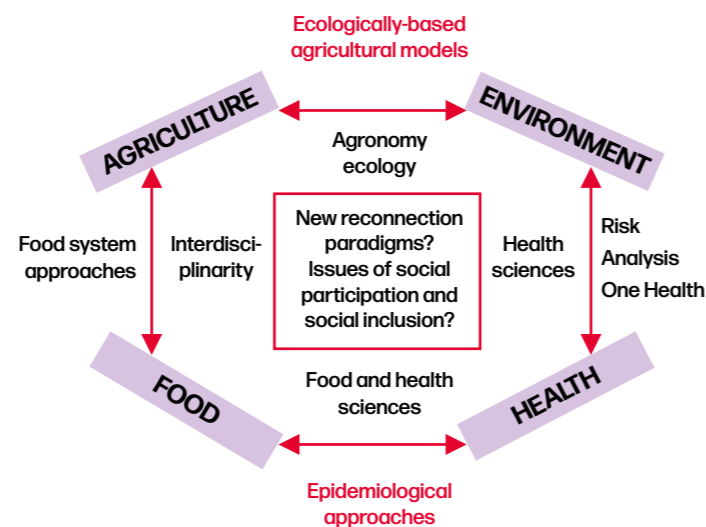 Ecologically-based
agricultural models
AGRICULTURE
ENVIRONMENT
Agronomy
ecology
Food system
approaches
Interdisci-
plinarity
New reconnection
paradigms?
Issues of social
participation and
social inclusion?
Health
sciences
Risk
Analysis
One Health
FOOD
Food and health
sciences
HEALTH
Epidemiological
approaches